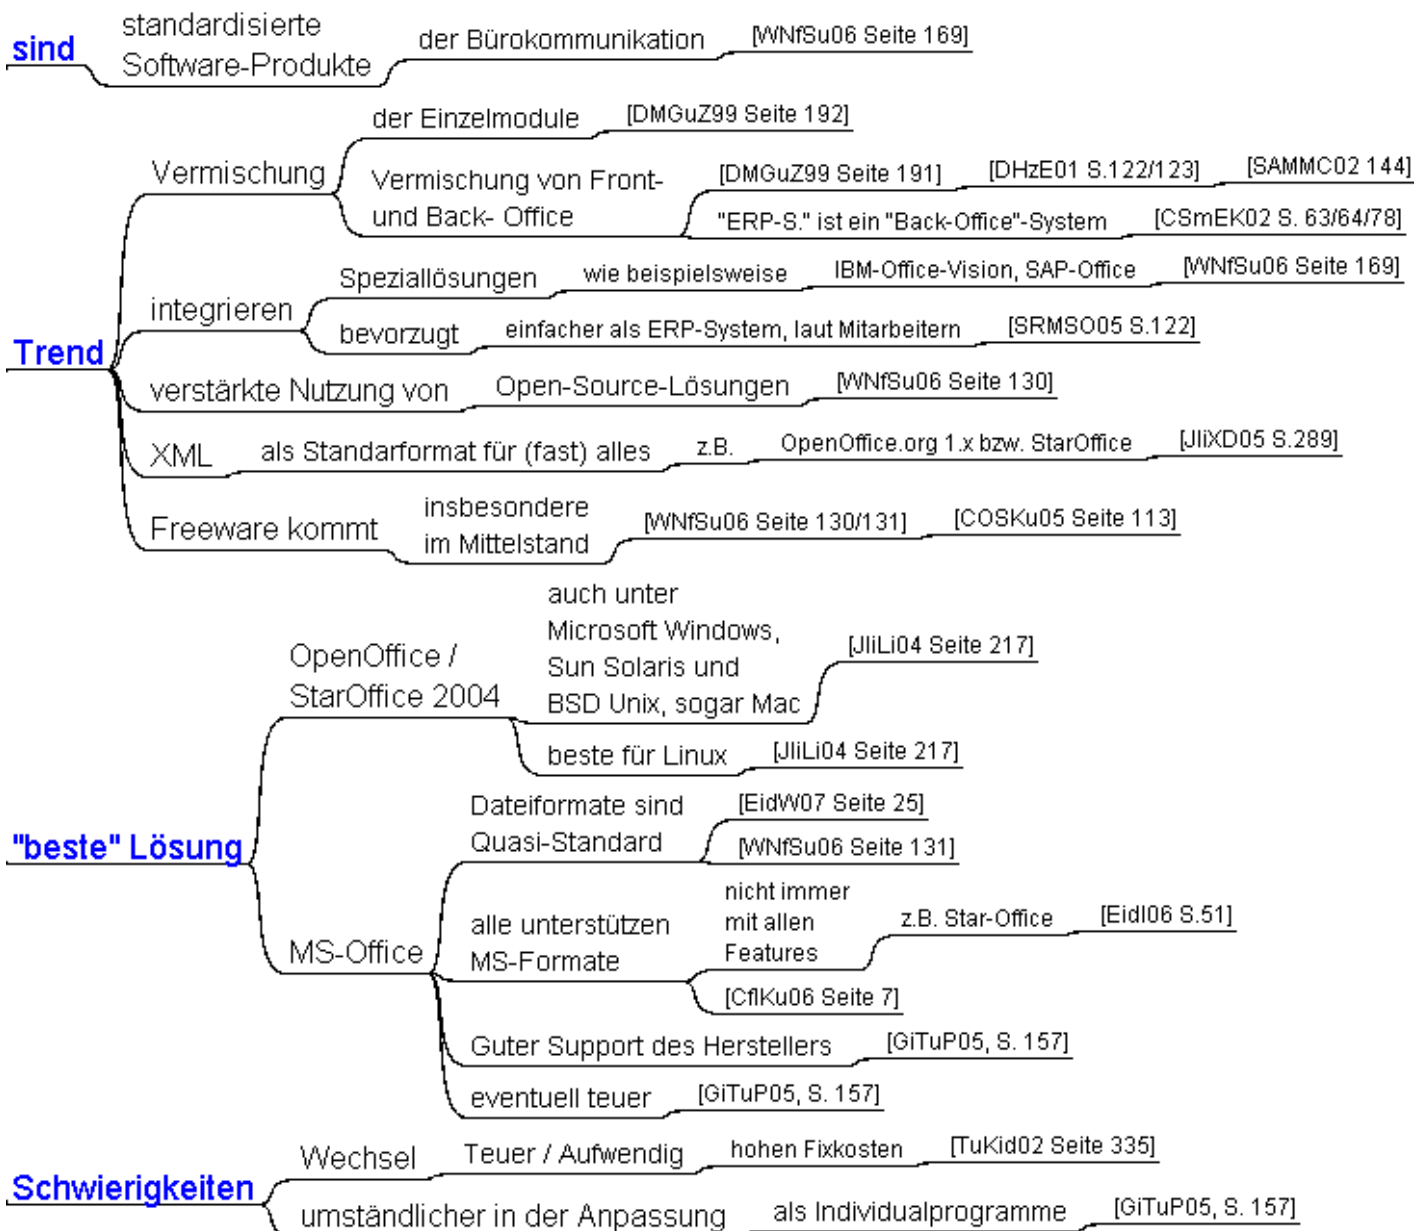 sind
standardisierte
Software-Produkte
der Bürokommunikation
[WNfSu06 Seite 169]
Trend
Vermischung
der Einzelmodule
[DMGuZ99 Seite 192]
Vermischung von Front-
und Back- Office
[DMGuZ99 Seite 191]
[DHzE01 S.122/123]
[SAMMC02 144]
"ERP-S." ist ein "Back-Office"-System
[CSmEK02 S. 63/64/78]
integrieren
Speziallösungen
wie beispielsweise
IBM-Office-Vision, SAP-Office
[WNfSu06 Seite 169]
bevorzugt
einfacher als ERP-System, laut Mitarbeitern
[SRMSO05 S.122]
verstärkte Nutzung von
Open-Source-Lösungen
[WNfSu06 Seite 130]
XML
als Standarformat für (fast) alles
z.B.
OpenOffice.org 1.x bzw. StarOffice
[JliXD05 S.289]
Freeware kommt
insbesondere
im Mittelstand
[WNfSu06 Seite 130/131]
[COSKu05 Seite 113]
"beste" Lösung
OpenOffice /
StarOffice 2004
auch unter
Microsoft Windows,
Sun Solaris und
BSD Unix, sogar Mac
[JliLi04 Seite 217]
beste für Linux
[JliLi04 Seite 217]
MS-Office
Dateiformate sind
Quasi-Standard
[EidW07 Seite 25]
[WNfSu06 Seite 131]
alle unterstützen
MS-Formate
nicht immer
mit allen
Features
z.B. Star-Office
[EidI06 S.51]
[CflKu06 Seite 7]
Guter Support des Herstellers
[GiTuP05, S. 157]
eventuell teuer
[GiTuP05, S. 157]
Schwierigkeiten
Wechsel
Teuer / Aufwendig
hohen Fixkosten
[TuKid02 Seite 335]
umständlicher in der Anpassung
als Individualprogramme
[GiTuP05, S. 157]